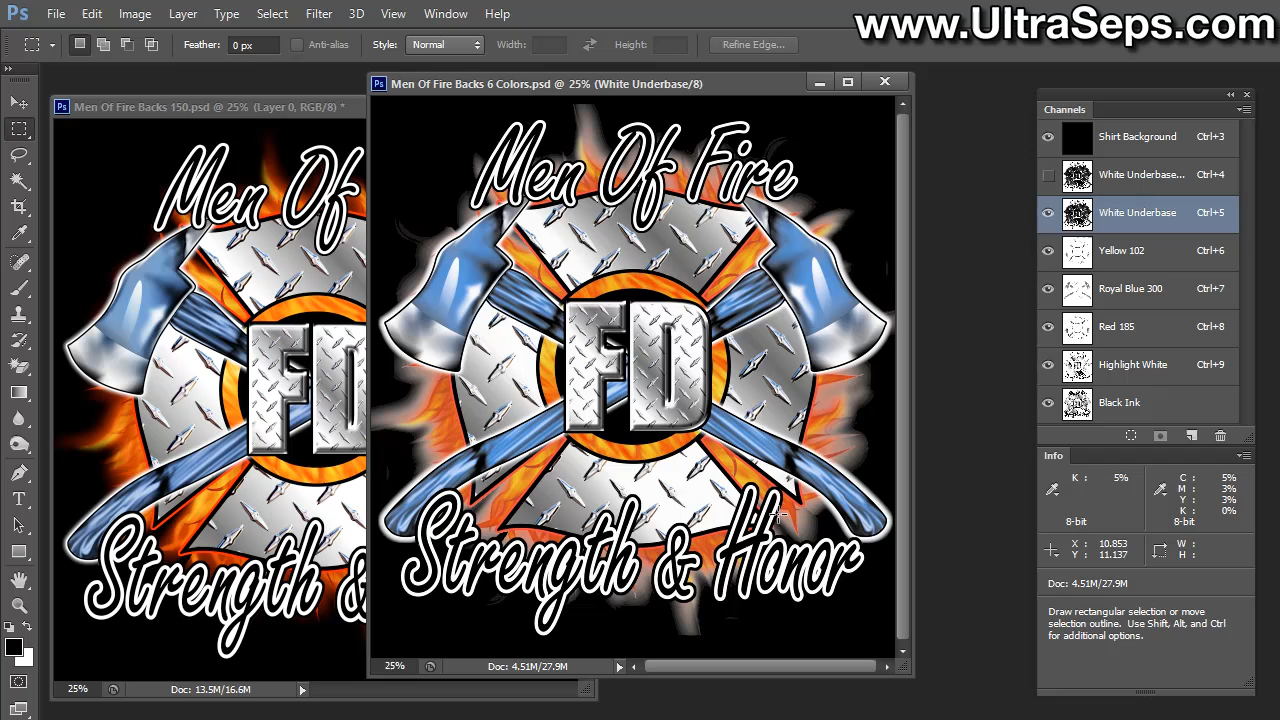 Ps File Edit Image Layer Type Select Filter 3D View Window Help
www.UltraSeps.com
Feather: 0 px Anti-alias Style: Normal Width: Height: Refine Edge...
Men Of Fire Backs 150.psd @ 25% (Layer 0, RGB/8) *
Men Of
FD
Strength &
25% Doc: 13.5M/16.6M
Men Of Fire Backs 6 Colors.psd @ 25% (White Underbase/8)
Men Of Fire
FD
Strength & Honor
25% Doc: 4.51M/27.9M
Channels
Shirt Background Ctrl+3
White Underbase... Ctrl+4
White Underbase Ctrl+5
Yellow 102 Ctrl+6
Royal Blue 300 Ctrl+7
Red 185 Ctrl+8
Highlight White Ctrl+9
Black Ink
Info
K : 5% C : 5%
M : 3%
Y : 3%
K : 0%
8-bit 8-bit
X : 10.853 W :
Y : 11.137 H :
Doc: 4.51M/27.9M
Draw rectangular selection or move
selection outline. Use Shift, Alt, and Ctrl
for additional options.